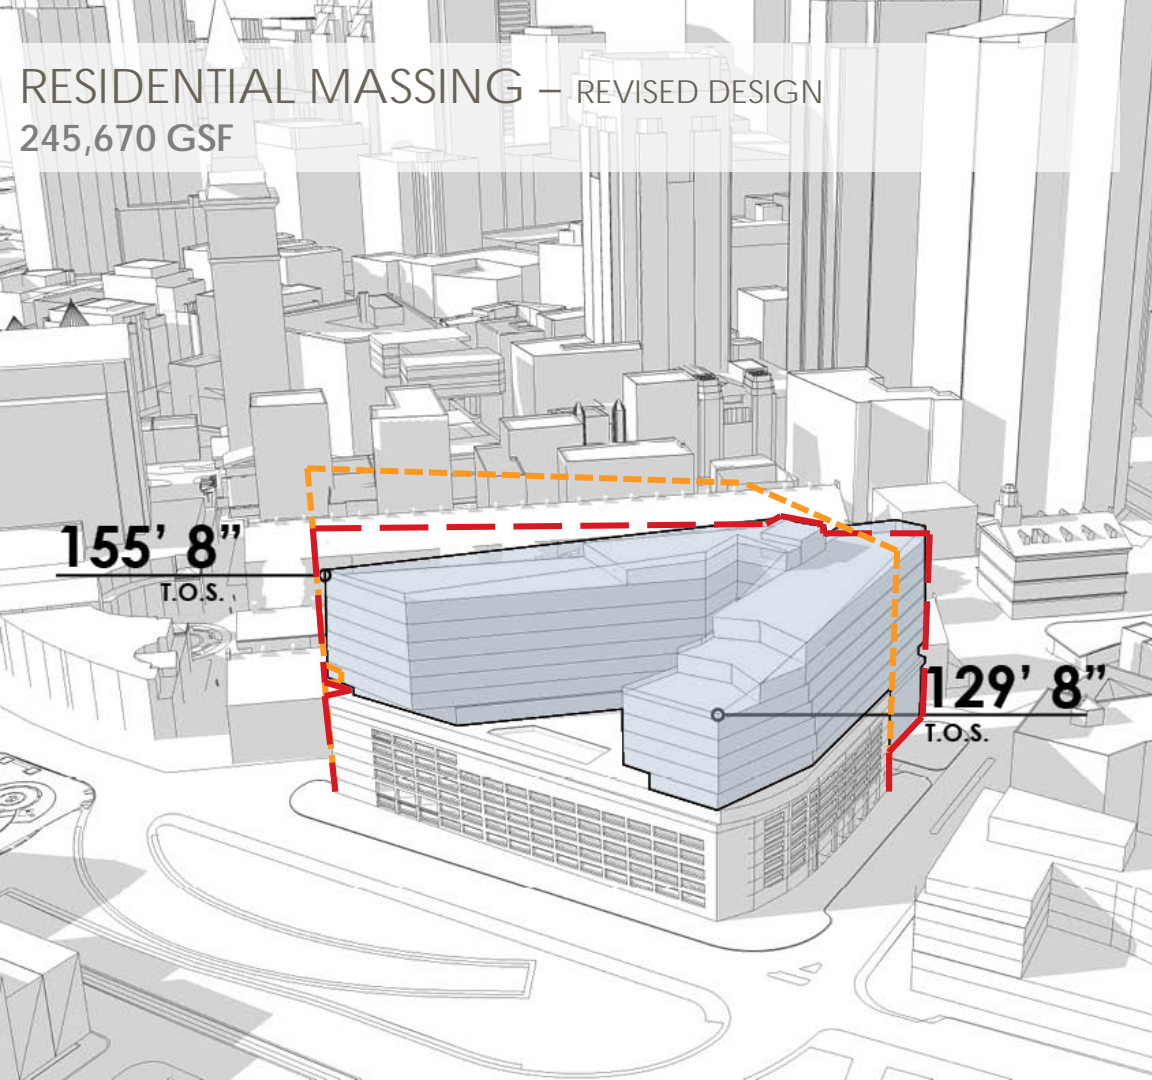 RESIDENTIAL MASSING – REVISED DESIGN
245,670 GSF
155’ 8”
T.O.S.
129’ 8”
T.O.S.